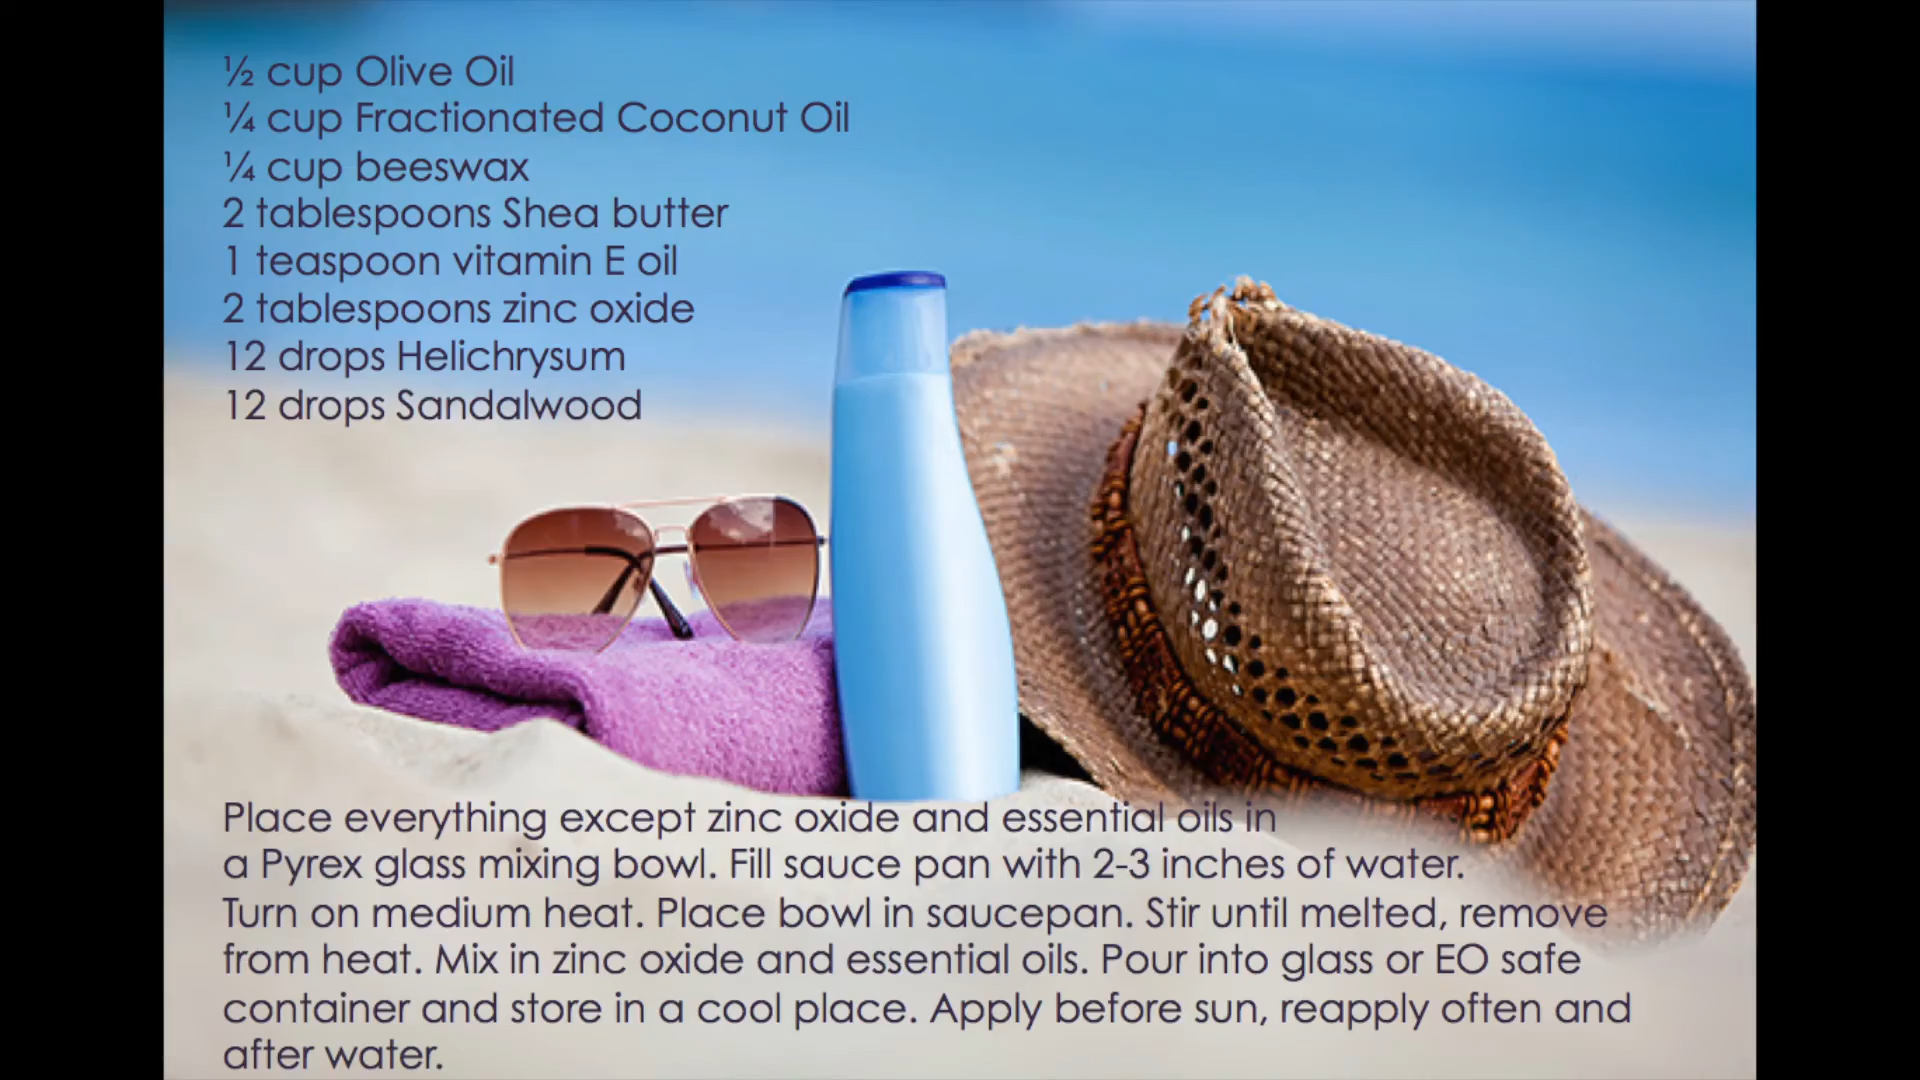 ½ cup Olive Oil
¼ cup Fractionated Coconut Oil
¼ cup beeswax
2 tablespoons Shea butter
1 teaspoon vitamin E oil
2 tablespoons zinc oxide
12 drops Helichrysum
12 drops Sandalwood
Place everything except zinc oxide and essential oils in
a Pyrex glass mixing bowl. Fill sauce pan with 2-3 inches of water.
Turn on medium heat. Place bowl in saucepan. Stir until melted, remove
from heat. Mix in zinc oxide and essential oils. Pour into glass or EO safe
container and store in a cool place. Apply before sun, reapply often and
after water.